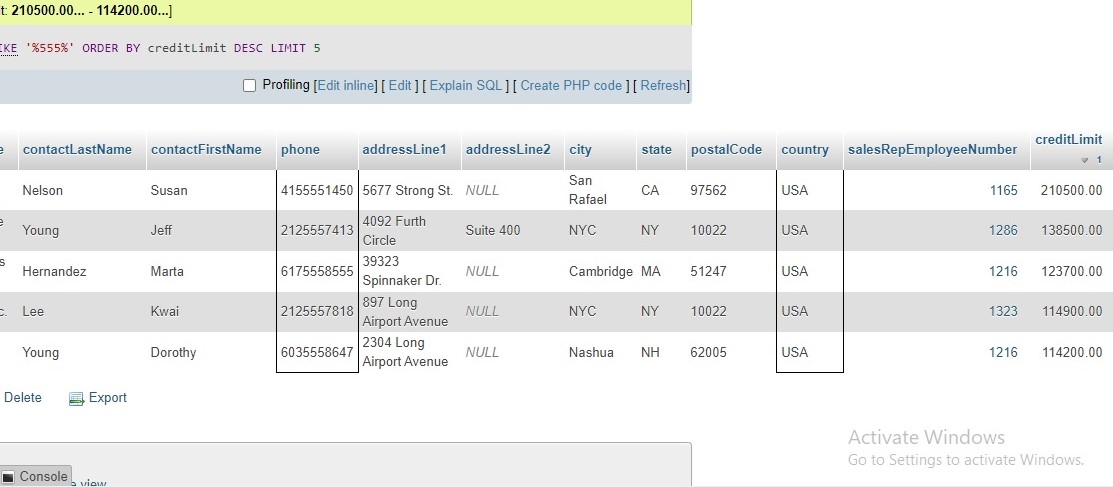 t: 210500.00... - 114200.00...]
IKE '%555%' ORDER BY creditLimit DESC LIMIT 5
Profiling [Edit inline] [ Edit ] [ Explain SQL ] [ Create PHP code ] [ Refresh]
e contactLastName contactFirstName phone addressLine1 addressLine2 city state postalCode country salesRepEmployeeNumber creditLimit 1
Nelson Susan 4155551450 5677 Strong St. NULL San Rafael CA 97562 USA 1165 210500.00
e Young Jeff 2125557413 4092 Furth Circle Suite 400 NYC NY 10022 USA 1286 138500.00
s Hernandez Marta 6175558555 39323 Spinnaker Dr. NULL Cambridge MA 51247 USA 1216 123700.00
c. Lee Kwai 2125557818 897 Long Airport Avenue NULL NYC NY 10022 USA 1323 114900.00
Young Dorothy 6035558647 2304 Long Airport Avenue NULL Nashua NH 62005 USA 1216 114200.00
Delete Export
Activate Windows
Go to Settings to activate Windows.
Console e view